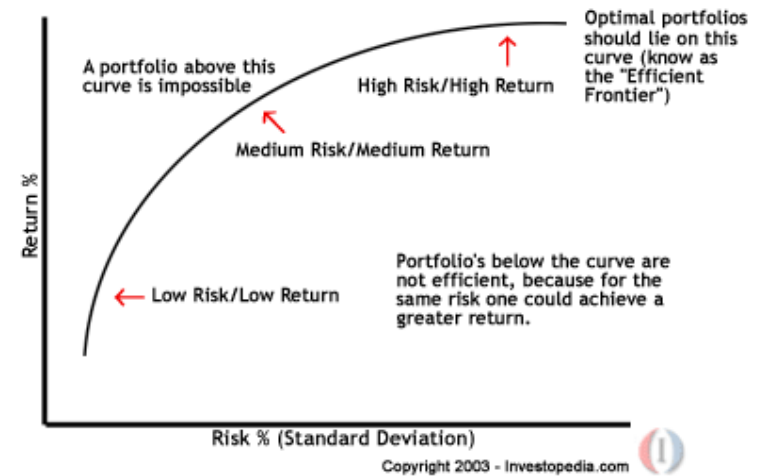 Optimal portfolios
should lie on this
curve (know as
the "Efficient
Frontier")
A portfolio above this
curve is impossible
High Risk/High Return
Medium Risk/Medium Return
Return %
Low Risk/Low Return
Portfolio's below the curve are
not efficient, because for the
same risk one could achieve a
greater return.
Risk % (Standard Deviation)
Copyright 2003 - Investopedia.com
I